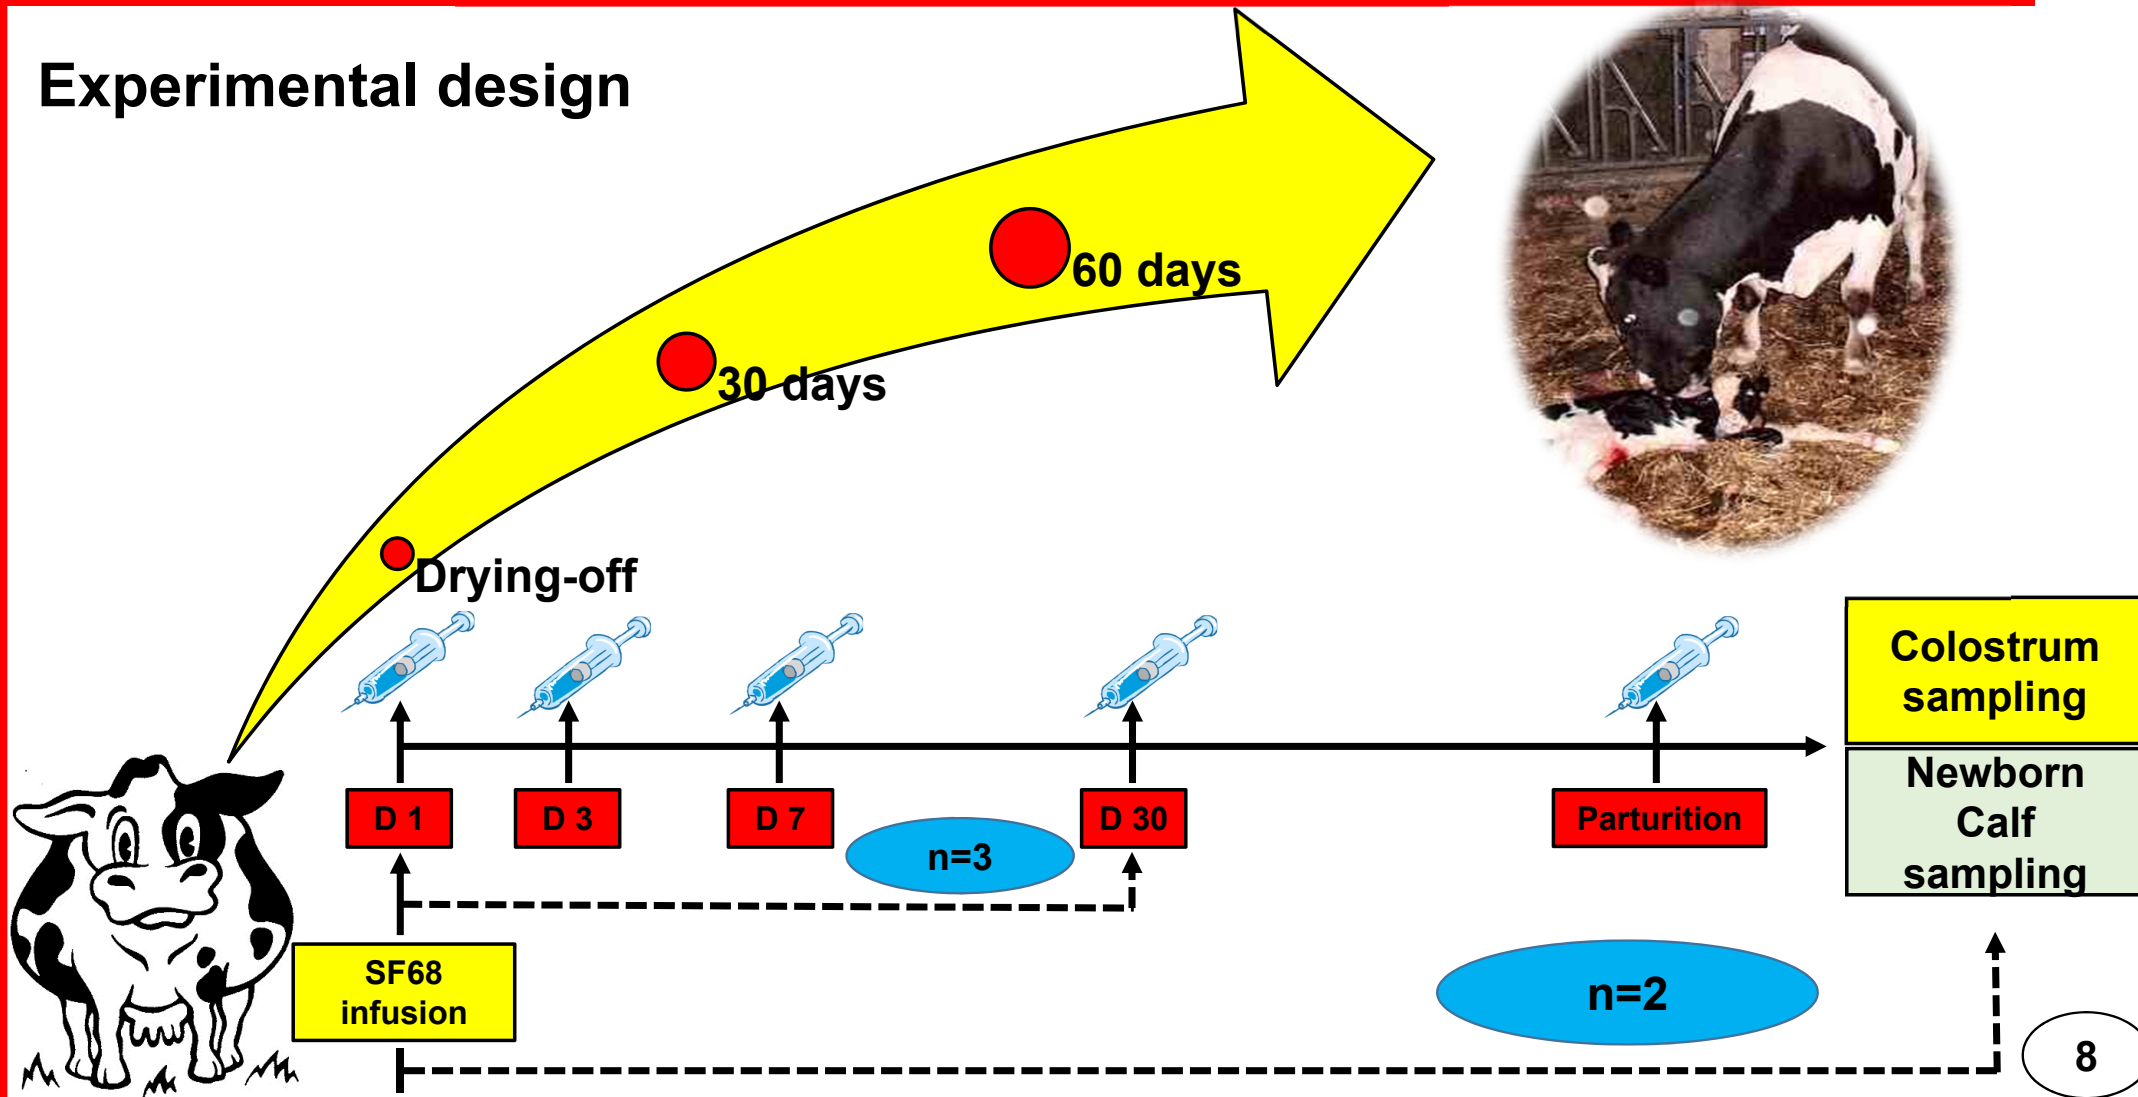 Experimental design
60 days
30 days
Drying-off
Colostrum
sampling
Newborn
Calf
sampling
D 1
D 3
D 7
D 30
Parturition
n=3
SF68
infusion
n=2
8